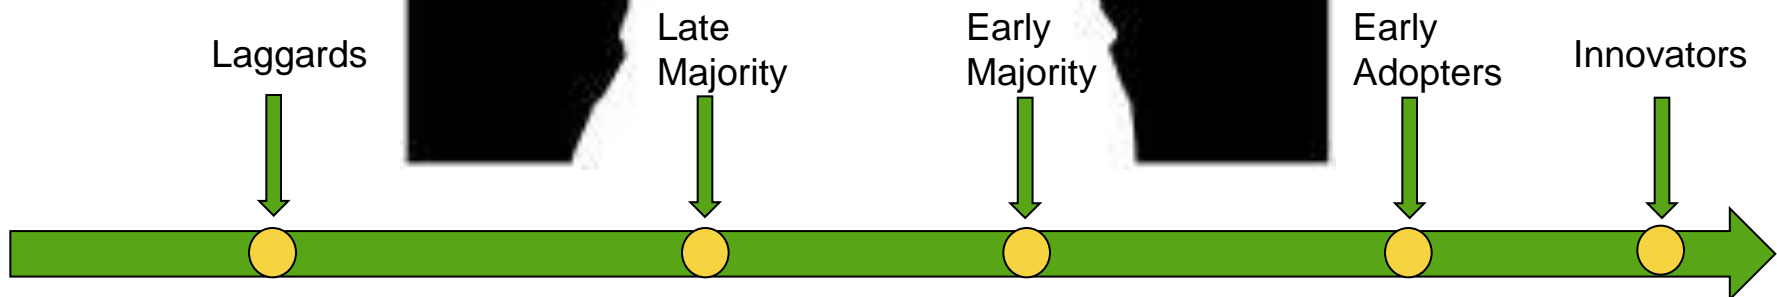 Laggards
Late
Majority
Early
Majority
Early
Adopters
Innovators